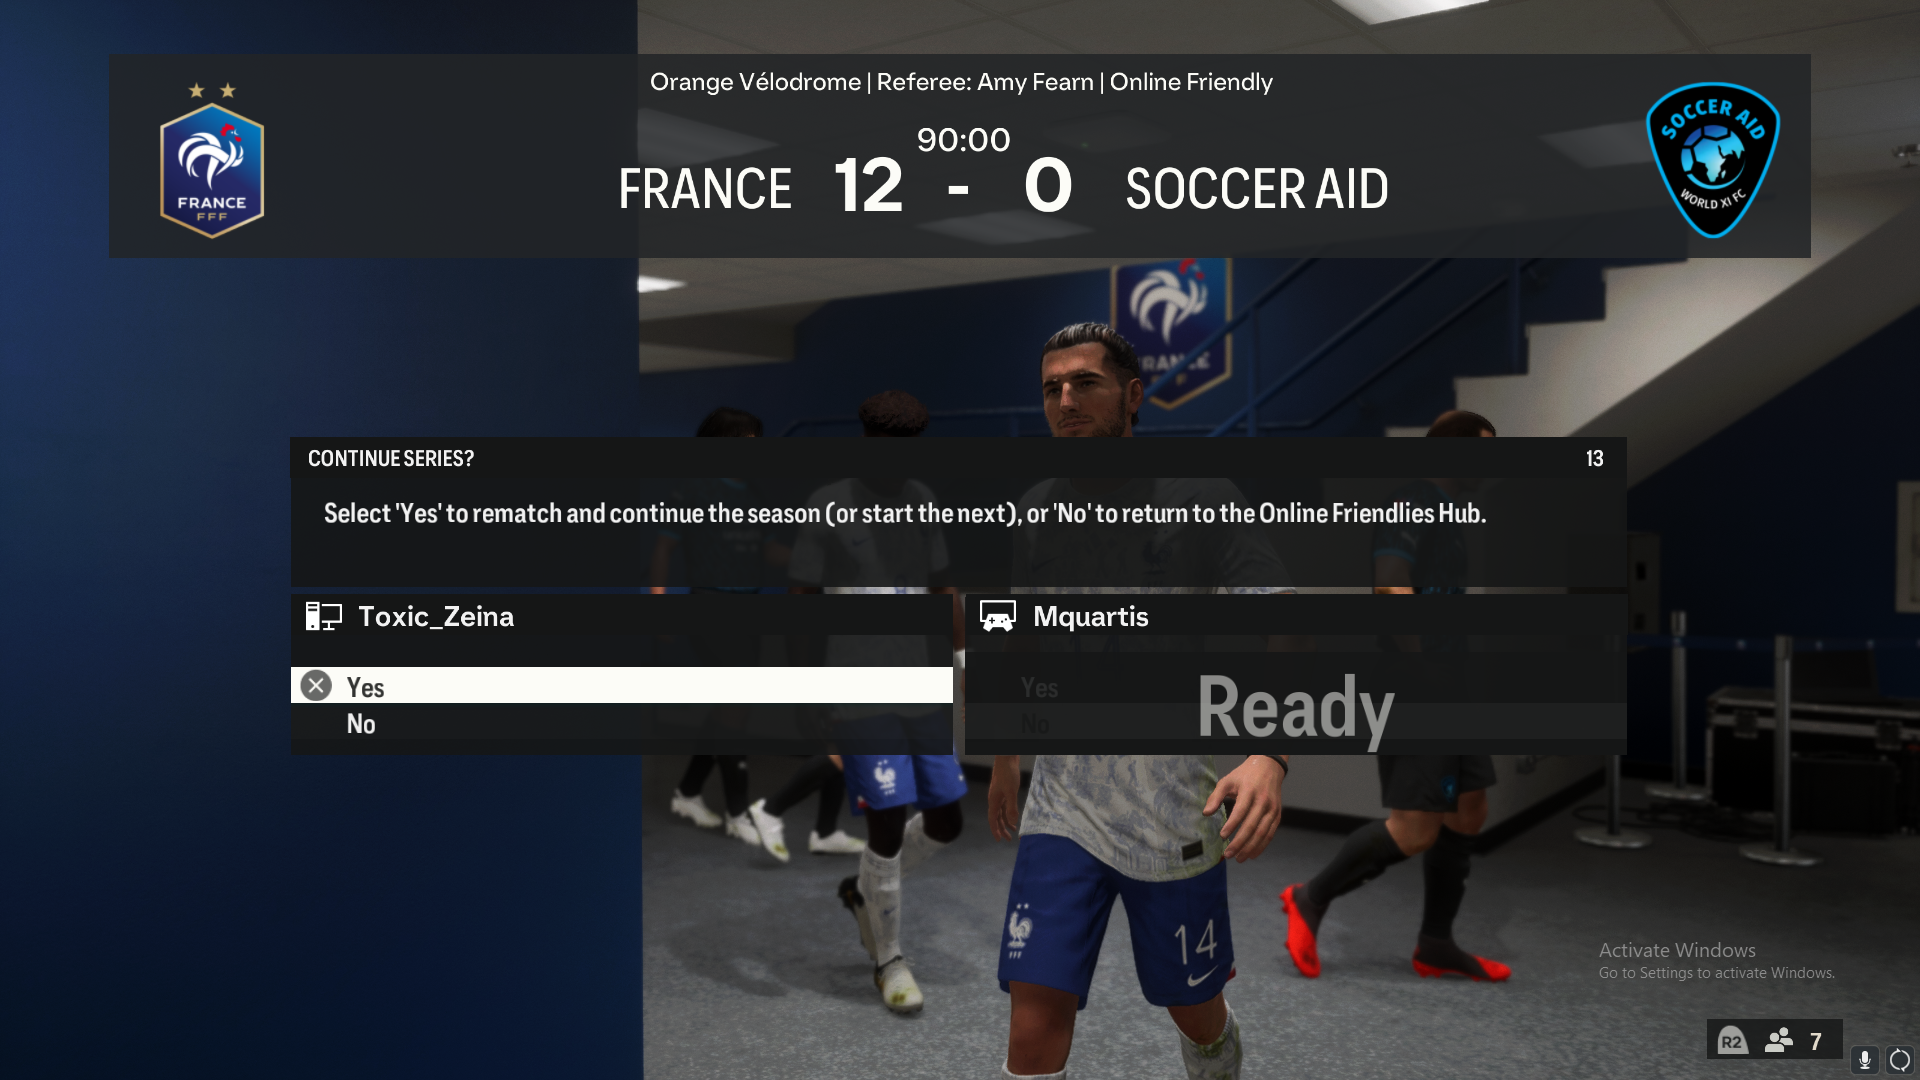 Orange Vélodrome | Referee: Amy Fearn | Online Friendly
90:00
FRANCE 12 - 0 SOCCER AID
FRANCE
FFF
SOCCER AID
WORLD XI FC
CONTINUE SERIES? 13
Select 'Yes' to rematch and continue the season (or start the next), or 'No' to return to the Online Friendlies Hub.
Toxic_Zeina
Yes
No
Mquartis
Yes
No
Ready
14
Activate Windows
Go to Settings to activate Windows.
R2 7